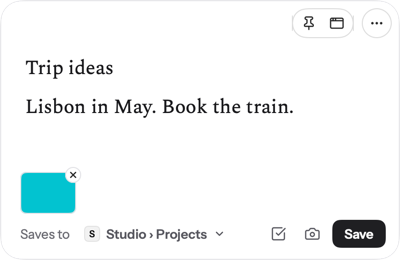 Trip ideas
Lisbon in May. Book the train.
Saves to S Studio › Projects
Save